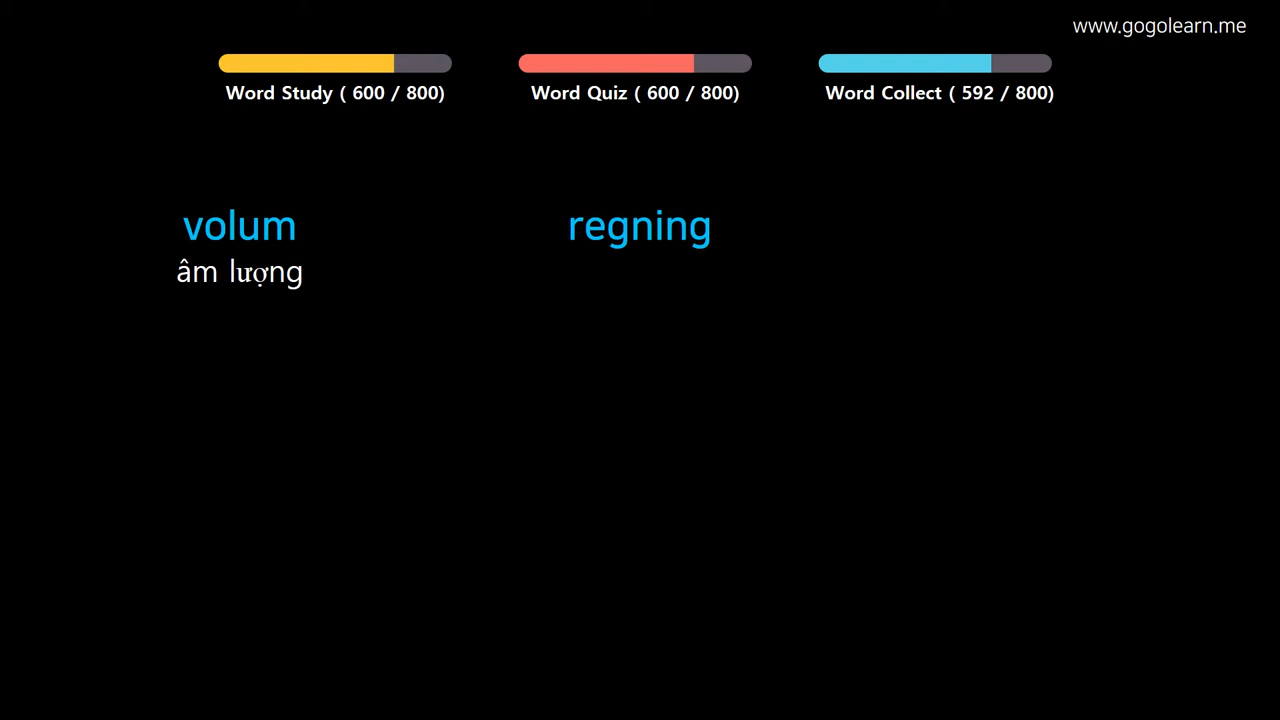 www.gogolearn.me
Word Study ( 600 / 800)
Word Quiz ( 600 / 800)
Word Collect ( 592 / 800)
volum
regning
âm lượng